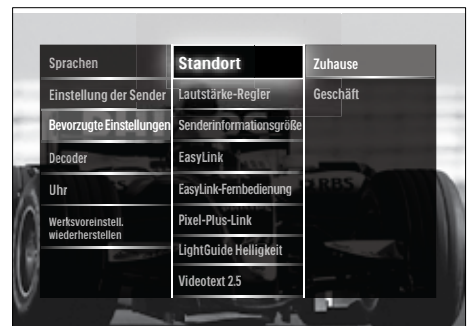 Sprachen
Einstellung der Sender
Bevorzugte Einstellungen
Decoder
Uhr
Werksvoreinstell.
wiederherstellen
Standort
Lautstärke-Regler
Senderinformationsgröße
EasyLink
EasyLink-Fernbedienung
Pixel-Plus-Link
LightGuide Helligkeit
Videotext 2.5
Zuhause
Geschäft
RBS